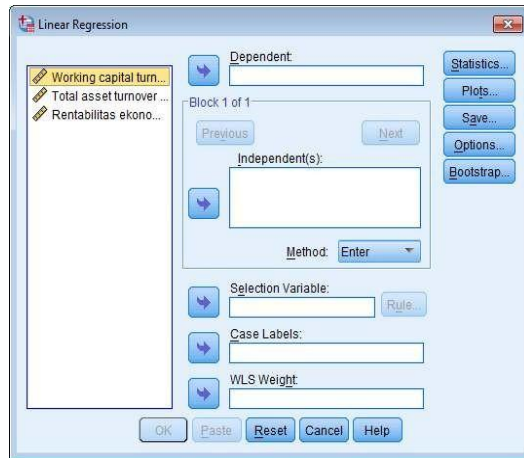 Linear Regression
Working capital turn...
Total asset turnover ...
Rentabilitas ekono...
Dependent:
Block 1 of 1
Previous
Next
Independent(s):
Method: Enter
Selection Variable:
Rule...
Case Labels:
WLS Weight:
Statistics...
Plots...
Save...
Options...
Bootstrap...
OK Paste Reset Cancel Help